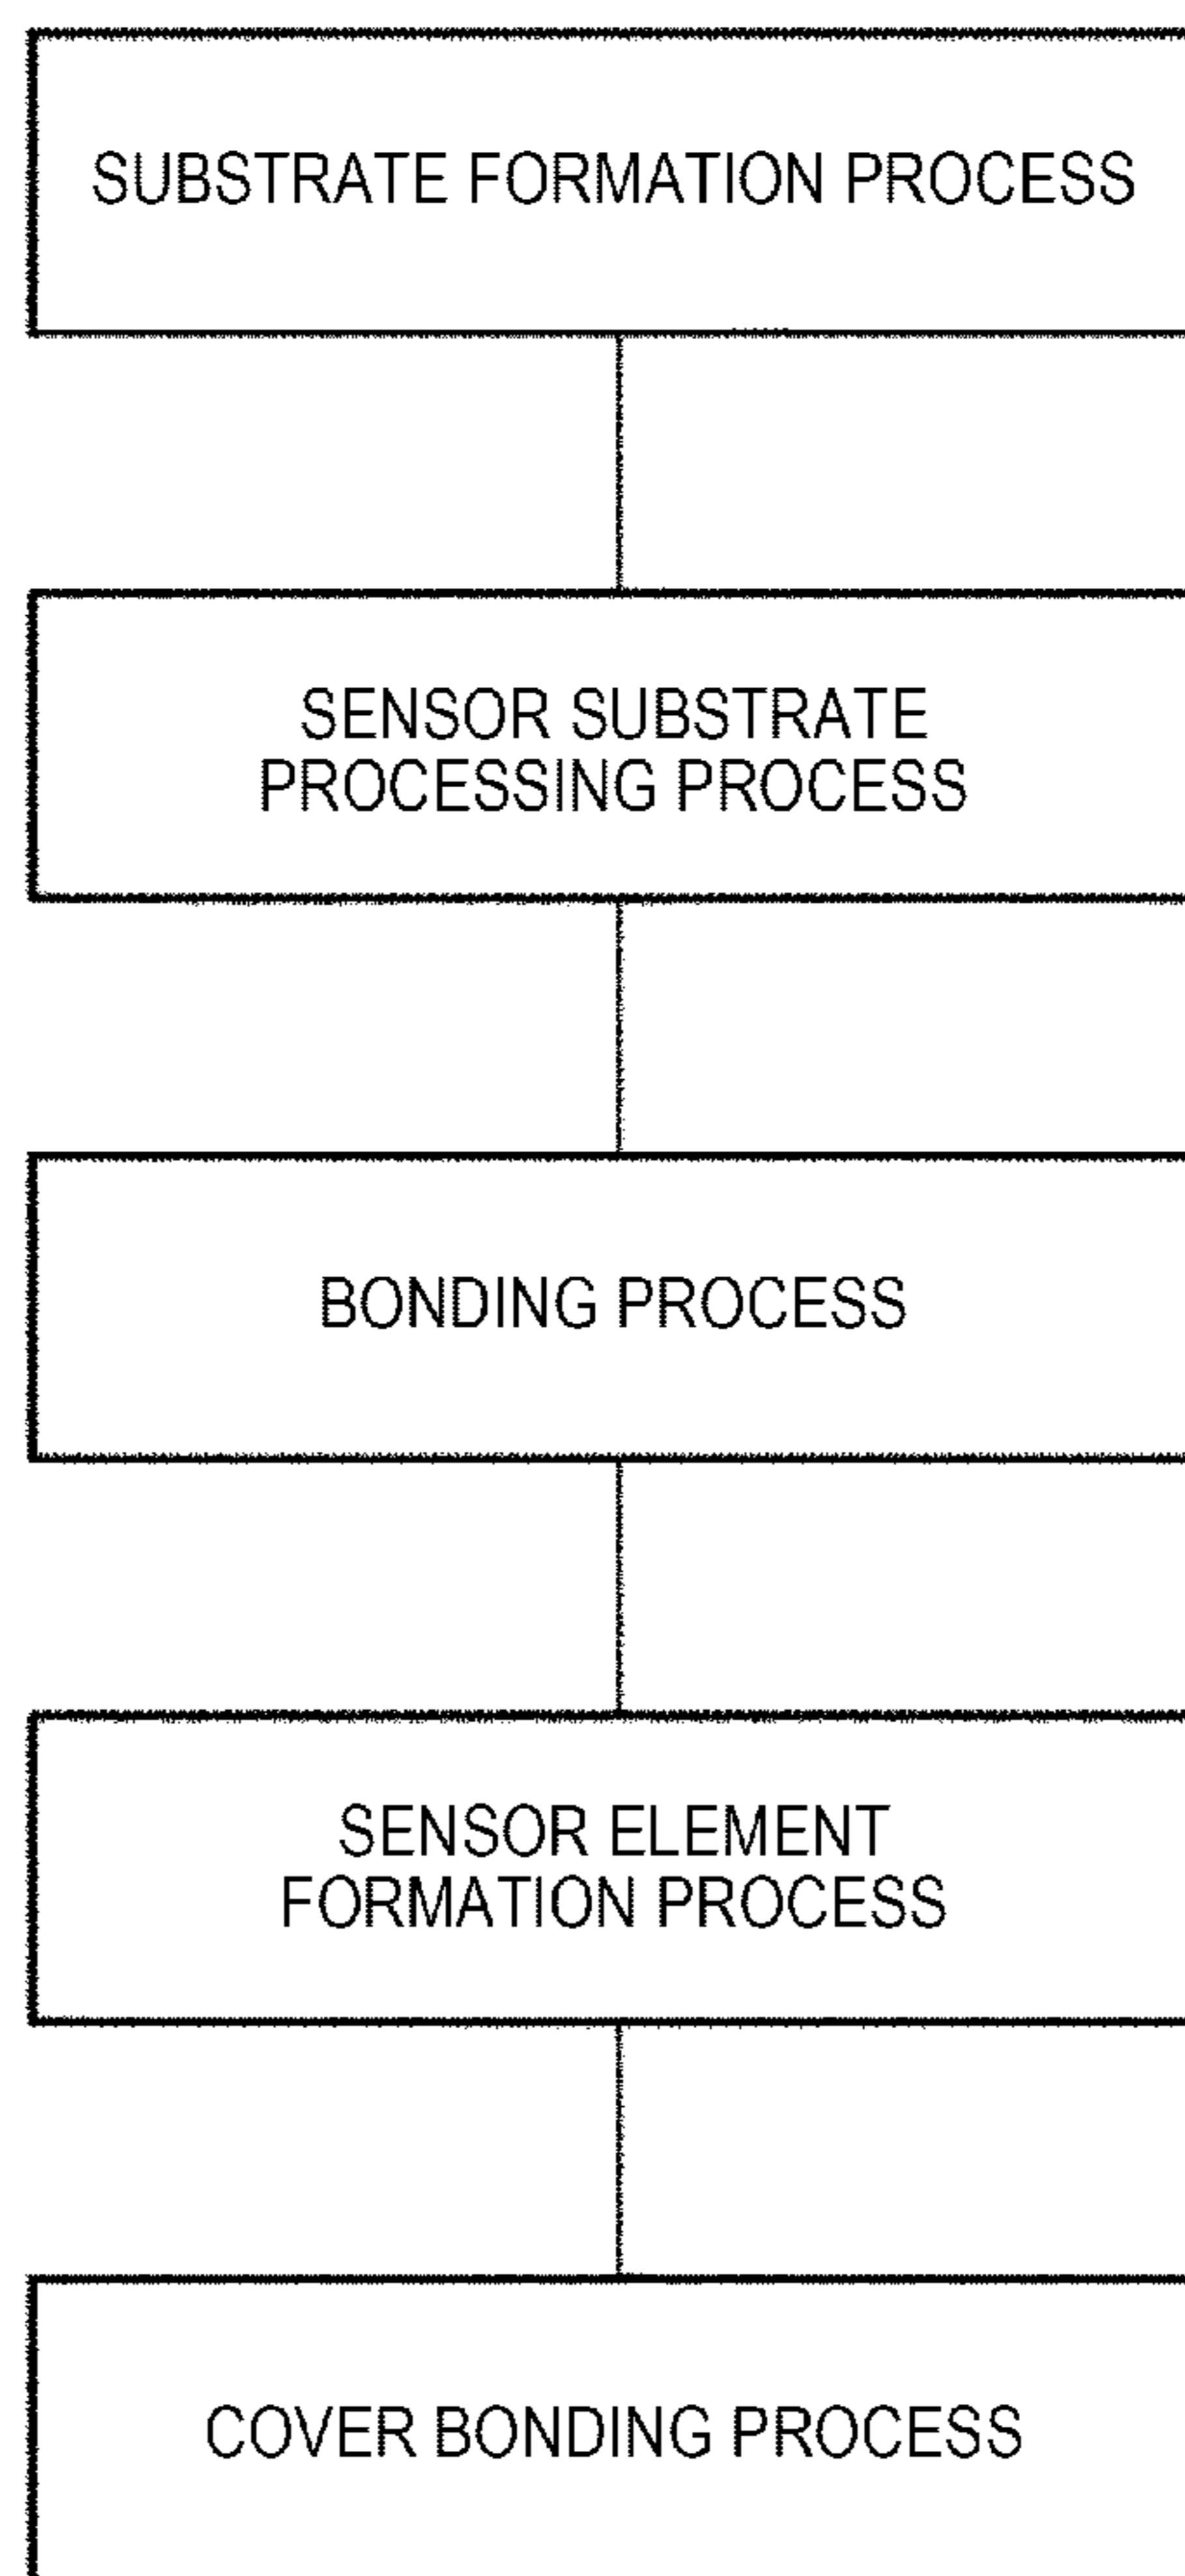 SUBSTRATE FORMATION PROCESS
SENSOR SUBSTRATE
PROCESSING PROCESS
BONDING PROCESS
SENSOR ELEMENT
FORMATION PROCESS
COVER BONDING PROCESS